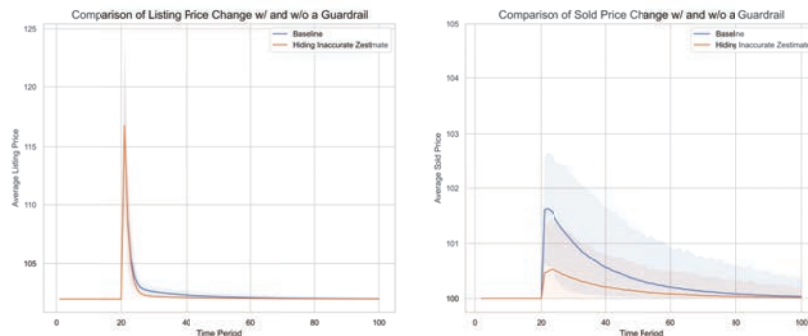 Comparison of Listing Price Change w/ and w/o a Guardrail
125
120
115
110
105
Average Listing Price
0 20 40 60 80 100
Time Period
Baseline
Hiding Inaccurate Zestimate
Comparison of Sold Price Change w/ and w/o a Guardrail
105
104
103
102
101
100
Average Sold Price
0 20 40 60 80 100
Time Period
Baseline
Hiding Inaccurate Zestimate